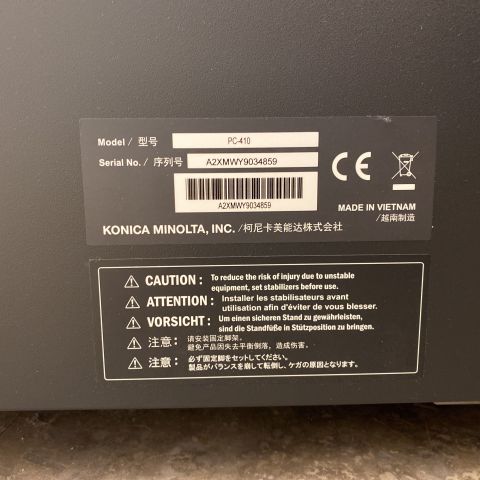 Model / 型号 PC-410
Serial No. / 序列号 A2XMWY9034859
A2XMWY9034859
MADE IN VIETNAM
/越南制造
KONICA MINOLTA, INC. /柯尼卡美能达株式会社
CAUTION : To reduce the risk of injury due to unstable
equipment, set stabilizers before use.
ATTENTION : Installer les stabilisateurs avant
utilisation afin d'éviter de vous blesser.
VORSICHT : Um einen sicheren Stand zu gewährleisten,
sind die Standfüße in Stützposition zu bringen.
注意: 请安装固定脚架。
避免产品因失去平衡倒落，造成伤害。
注意: 必ず固定脚をセットしてください。
製品がバランスを崩して転倒し、ケガの原因となります。